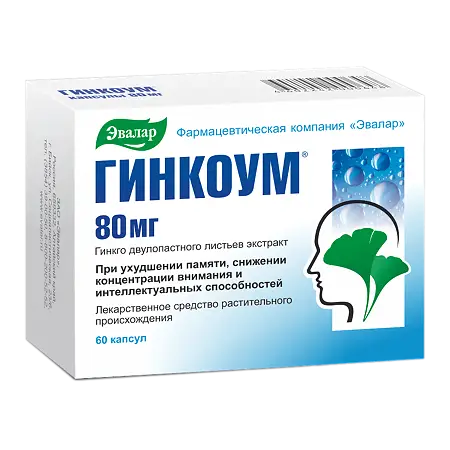 ГИНКОУМ
капсулы 80 мг
Эвалар
Фармацевтическая компания «Эвалар»
ГИНКОУМ®
80 мг
Гинкго двулопастного листьев экстракт
При ухудшении памяти, снижении
концентрации внимания и
интеллектуальных способностей
Лекарственное средство растительного
происхождения
60 капсул